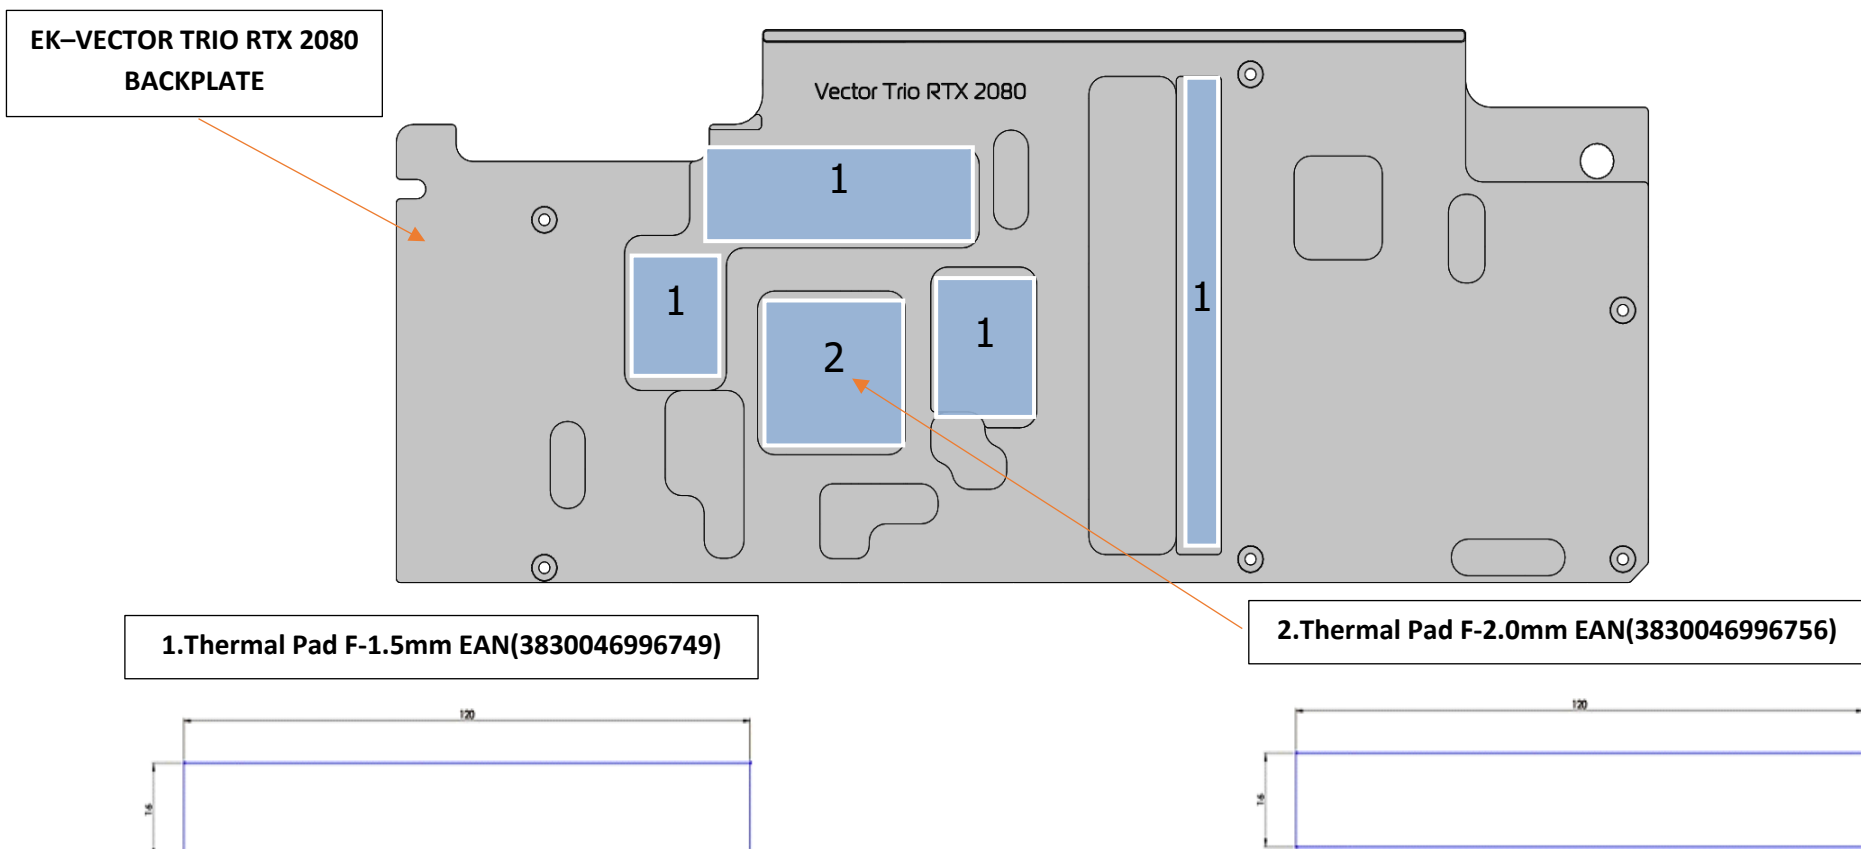 EK–VECTOR TRIO RTX 2080
BACKPLATE
Vector Trio RTX 2080
1
1
1
1
2
1.Thermal Pad F-1.5mm EAN(3830046996749)
2.Thermal Pad F-2.0mm EAN(3830046996756)
120
16
120
16